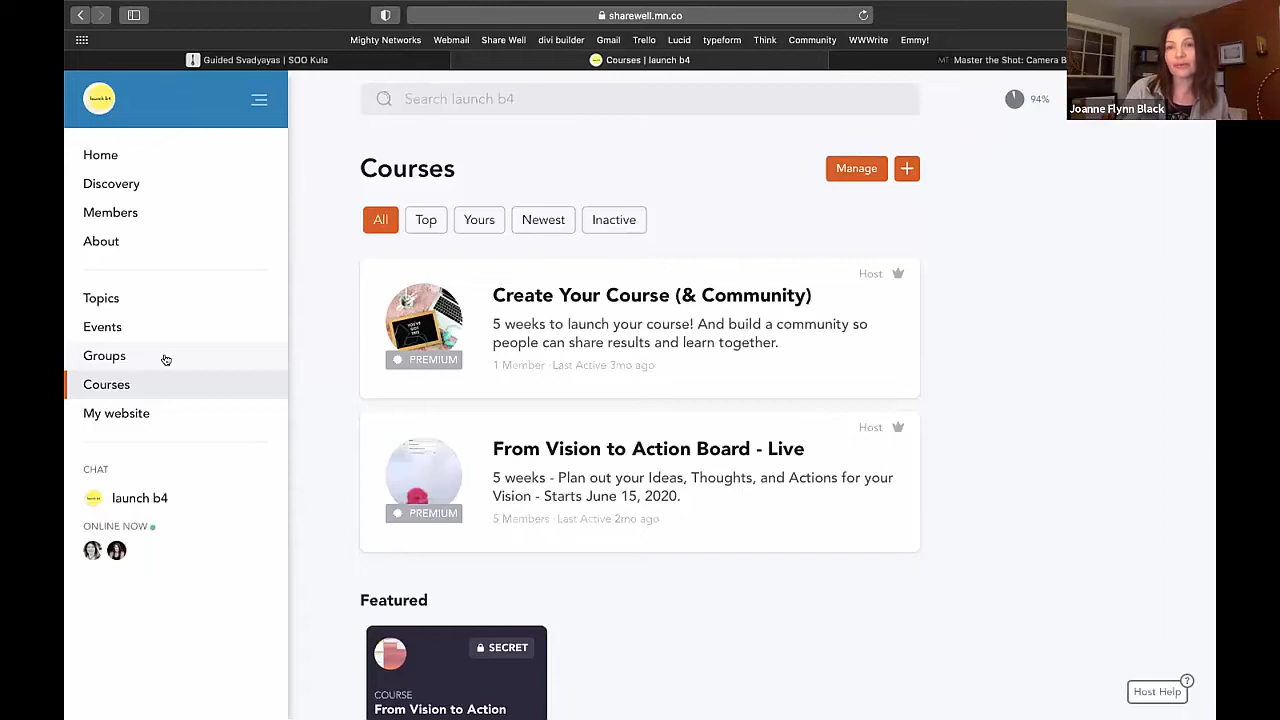 sharewell.mn.co
Mighty Networks Webmail Share Well divi builder Gmail Trello Lucid typeform Think Community WWWrite Emmy!
Guided Svadyayas | SOO Kula
Courses | launch b4
Master the Shot: Camera B
Joanne Flynn Black
launch b4
Search launch b4
94%
Home
Discovery
Members
About
Topics
Events
Groups
Courses
My website
CHAT
launch b4
ONLINE NOW
Courses
Manage
+
All
Top
Yours
Newest
Inactive
Host
Create Your Course (& Community)
5 weeks to launch your course! And build a community so
people can share results and learn together.
PREMIUM
1 Member · Last Active 3mo ago
Host
From Vision to Action Board - Live
5 weeks - Plan out your Ideas, Thoughts, and Actions for your
Vision - Starts June 15, 2020.
PREMIUM
5 Members · Last Active 2mo ago
Featured
SECRET
COURSE
From Vision to Action
Host Help
?